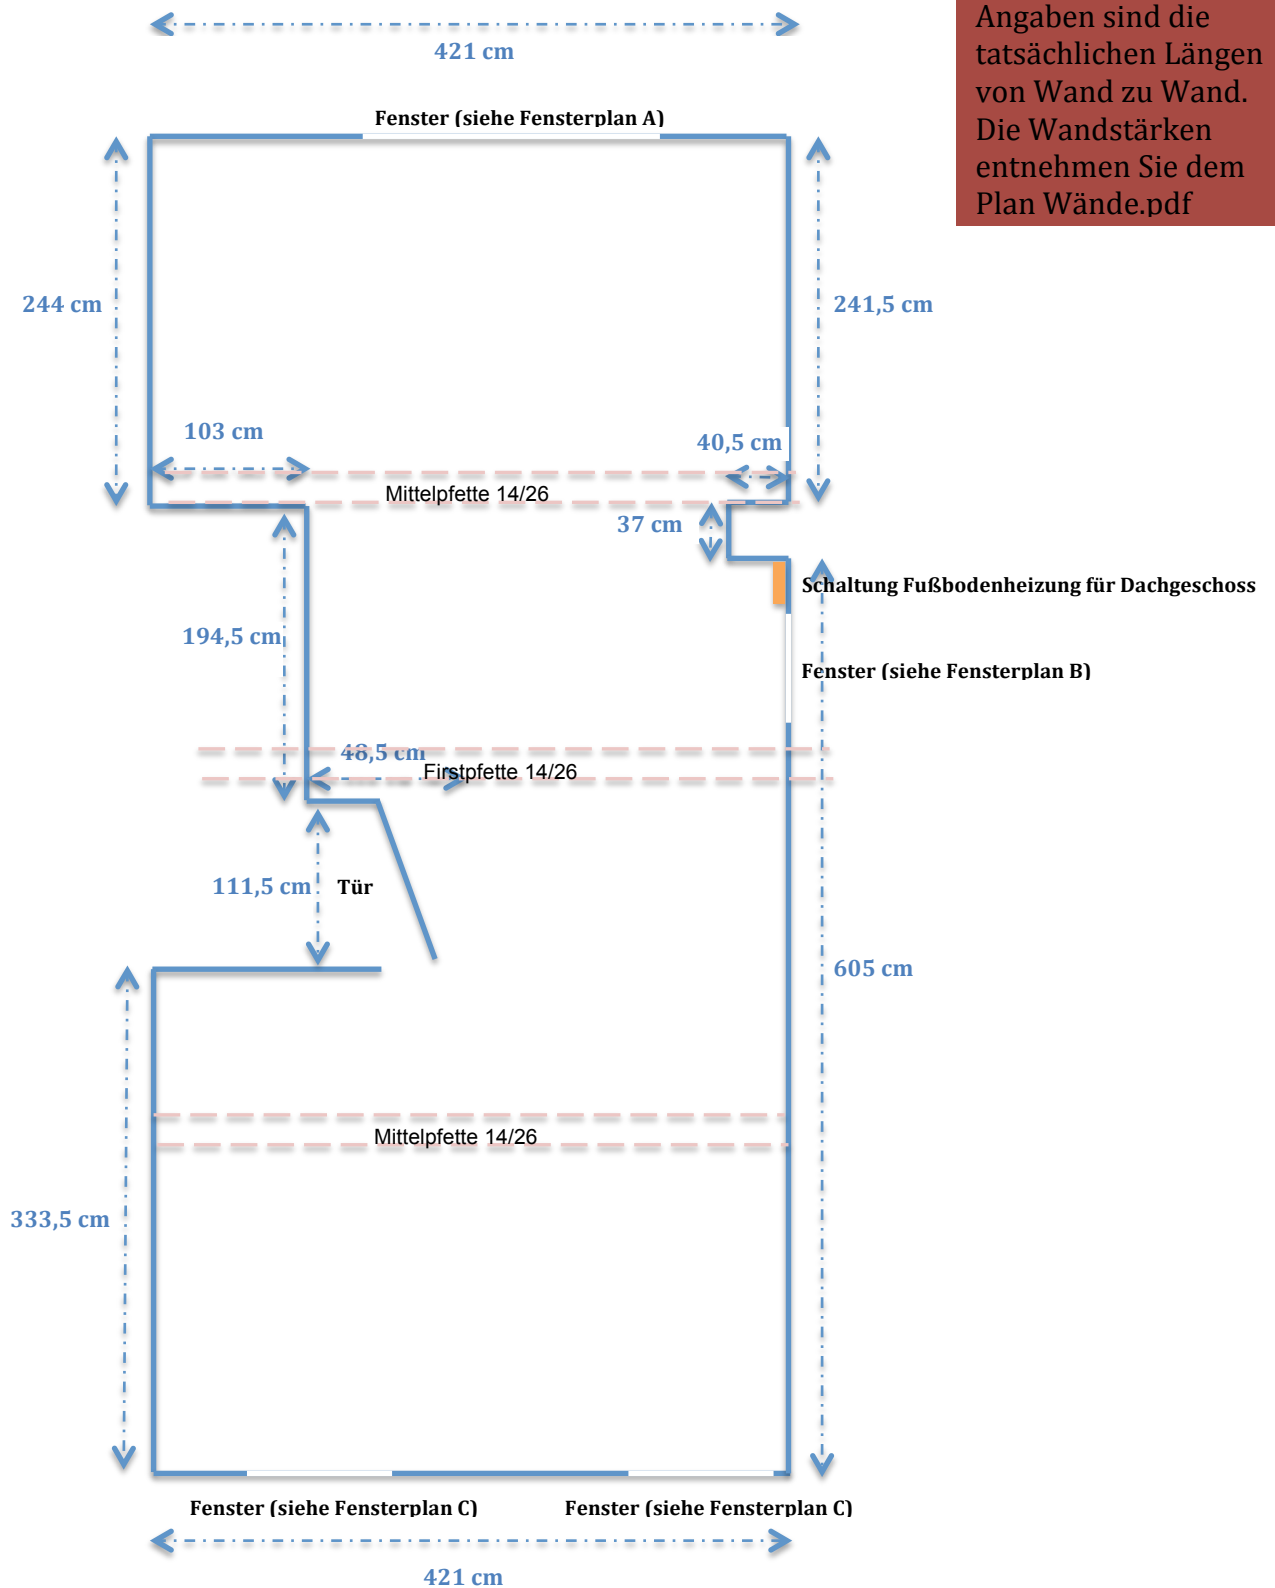 421 cm
Angaben sind die
tatsächlichen Längen
von Wand zu Wand.
Die Wandstärken
entnehmen Sie dem
Plan Wände.pdf
Fenster (siehe Fensterplan A)
244 cm
241,5 cm
103 cm
40,5 cm
Mittelpfette 14/26
37 cm
Schaltung Fußbodenheizung für Dachgeschoss
194,5 cm
Fenster (siehe Fensterplan B)
48,5 cm
Firstpfette 14/26
111,5 cm
Tür
605 cm
Mittelpfette 14/26
333,5 cm
Fenster (siehe Fensterplan C)
Fenster (siehe Fensterplan C)
421 cm